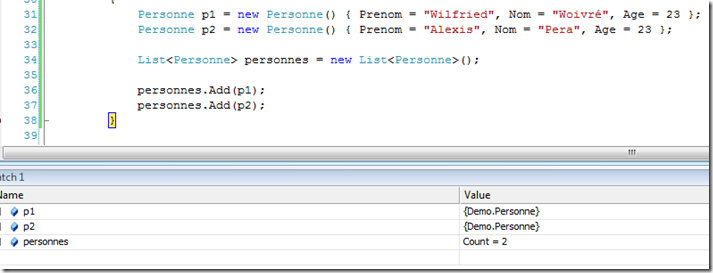 30 {
31 Personne p1 = new Personne() { Prenom = "Wilfried", Nom = "Woivré", Age = 23 };
32 Personne p2 = new Personne() { Prenom = "Alexis", Nom = "Pera", Age = 23 };
33
34 List<Personne> personnes = new List<Personne>();
35
36 personnes.Add(p1);
37 personnes.Add(p2);
38 }
39
atch 1
Name Value
p1 {Demo.Personne}
p2 {Demo.Personne}
personnes Count = 2